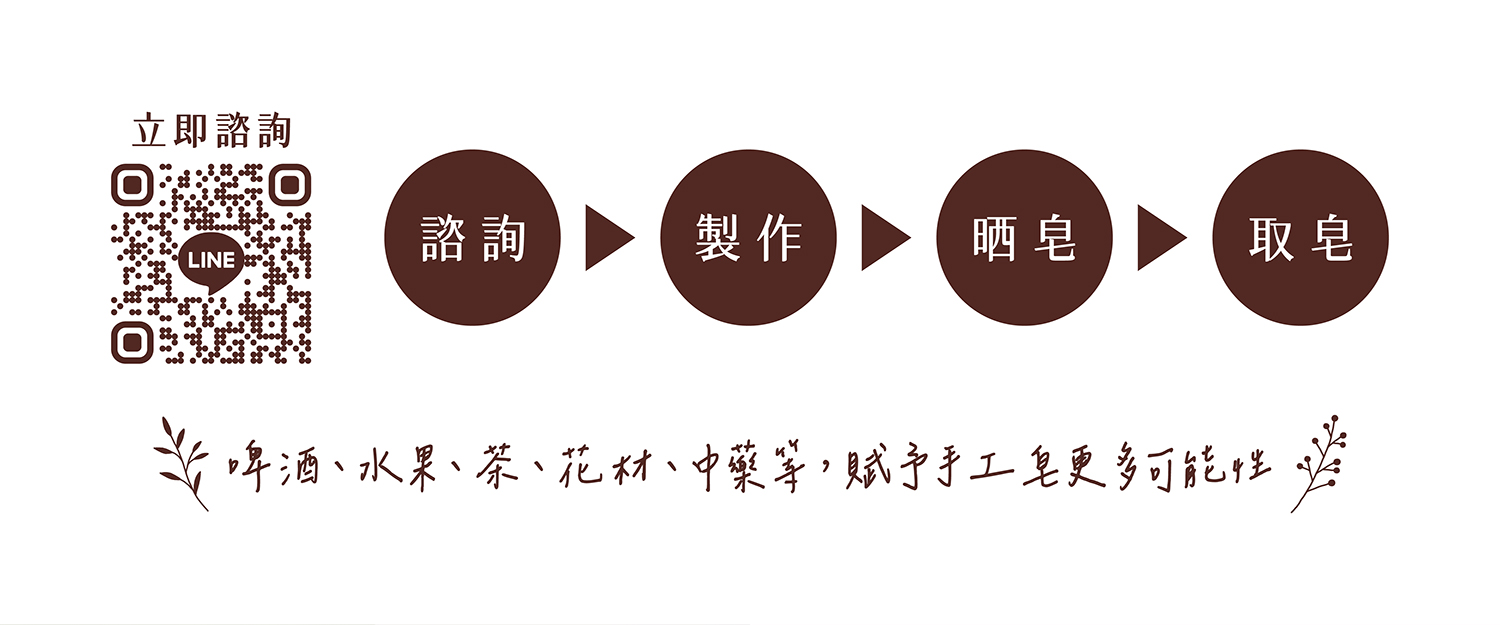 立即諮詢
LINE
諮詢
製作
晒皂
取皂
啤酒、水果、茶、花材、中藥等，賦予手工皂更多可能性